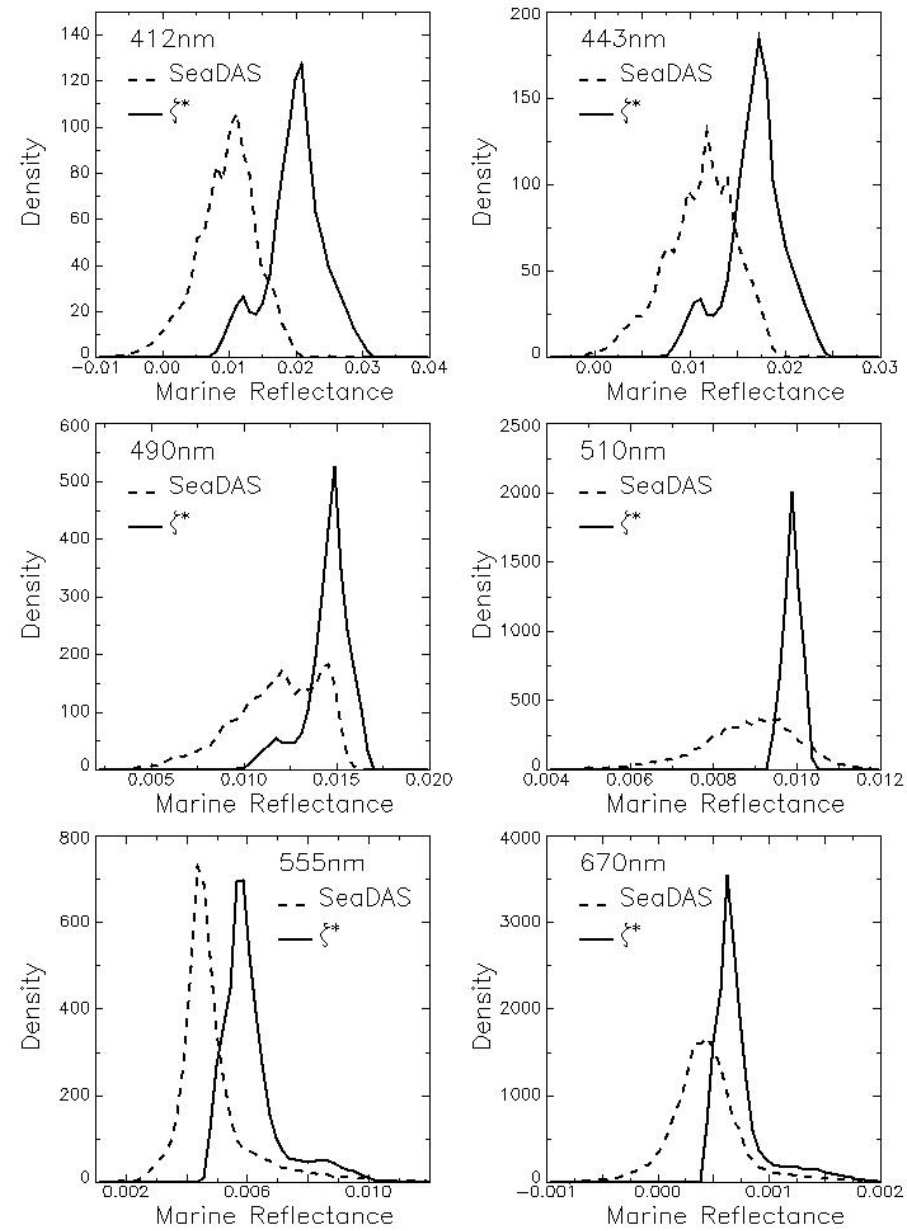 412nm
SeaDAS
ζ*
Density
140
120
100
80
60
40
20
0
−0.01 0.00 0.01 0.02 0.03 0.04
Marine Reflectance
443nm
SeaDAS
ζ*
Density
200
150
100
50
0
0.00 0.01 0.02 0.03
Marine Reflectance
490nm
SeaDAS
ζ*
Density
600
500
400
300
200
100
0
0.005 0.010 0.015 0.020
Marine Reflectance
510nm
SeaDAS
ζ*
Density
2500
2000
1750
1000
500
250
0
0.004 0.006 0.008 0.010 0.012
Marine Reflectance
555nm
SeaDAS
ζ*
Density
800
600
400
200
0
0.002 0.006 0.010
Marine Reflectance
670nm
SeaDAS
ζ*
Density
4000
3000
2000
1000
0
−0.001 0.000 0.001 0.002
Marine Reflectance